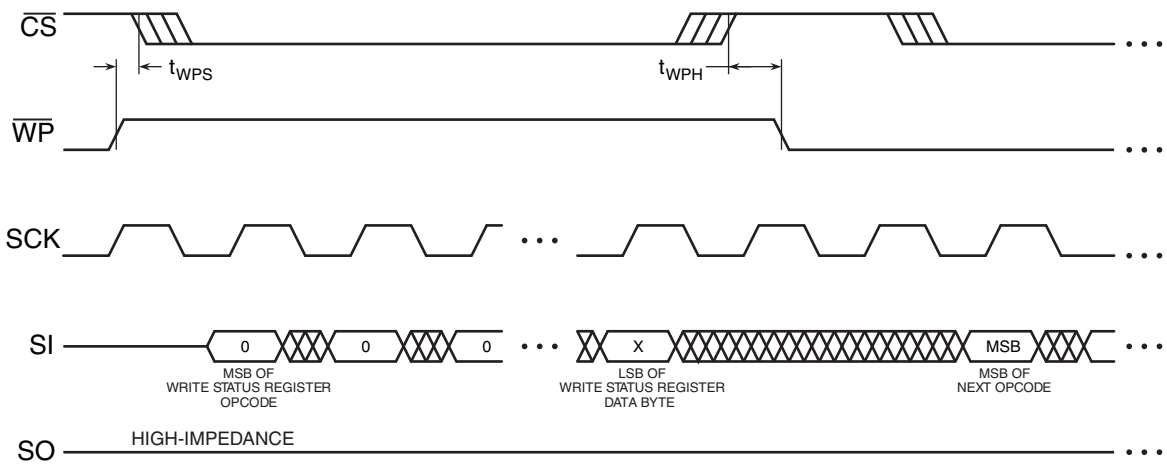 CS
tWPS
tWPH
WP
SCK
SI
0
0
0
X
MSB
MSB OF
WRITE STATUS REGISTER
OPCODE
LSB OF
WRITE STATUS REGISTER
DATA BYTE
MSB OF
NEXT OPCODE
SO
HIGH-IMPEDANCE